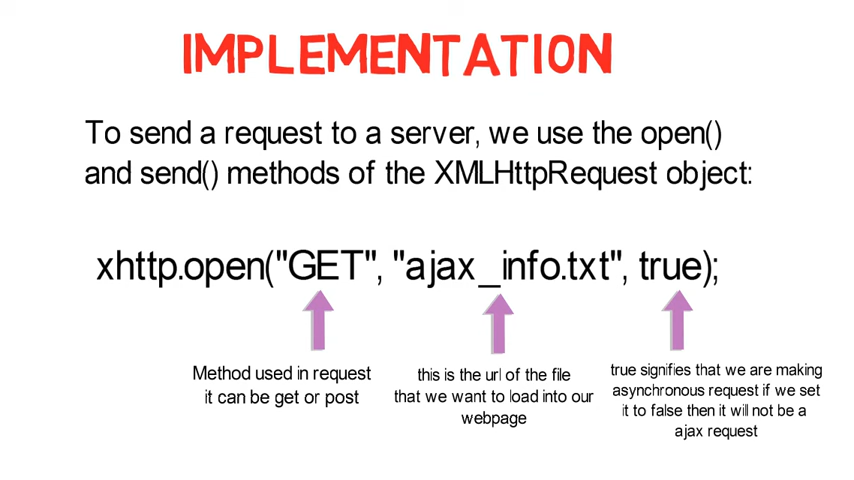 IMPLEMENTATION
To send a request to a server, we use the open()
and send() methods of the XMLHttpRequest object:
xhttp.open("GET", "ajax_info.txt", true);
Method used in request
it can be get or post
this is the url of the file
that we want to load into our
webpage
true signifies that we are making
asynchronous request if we set
it to false then it will not be a
ajax request